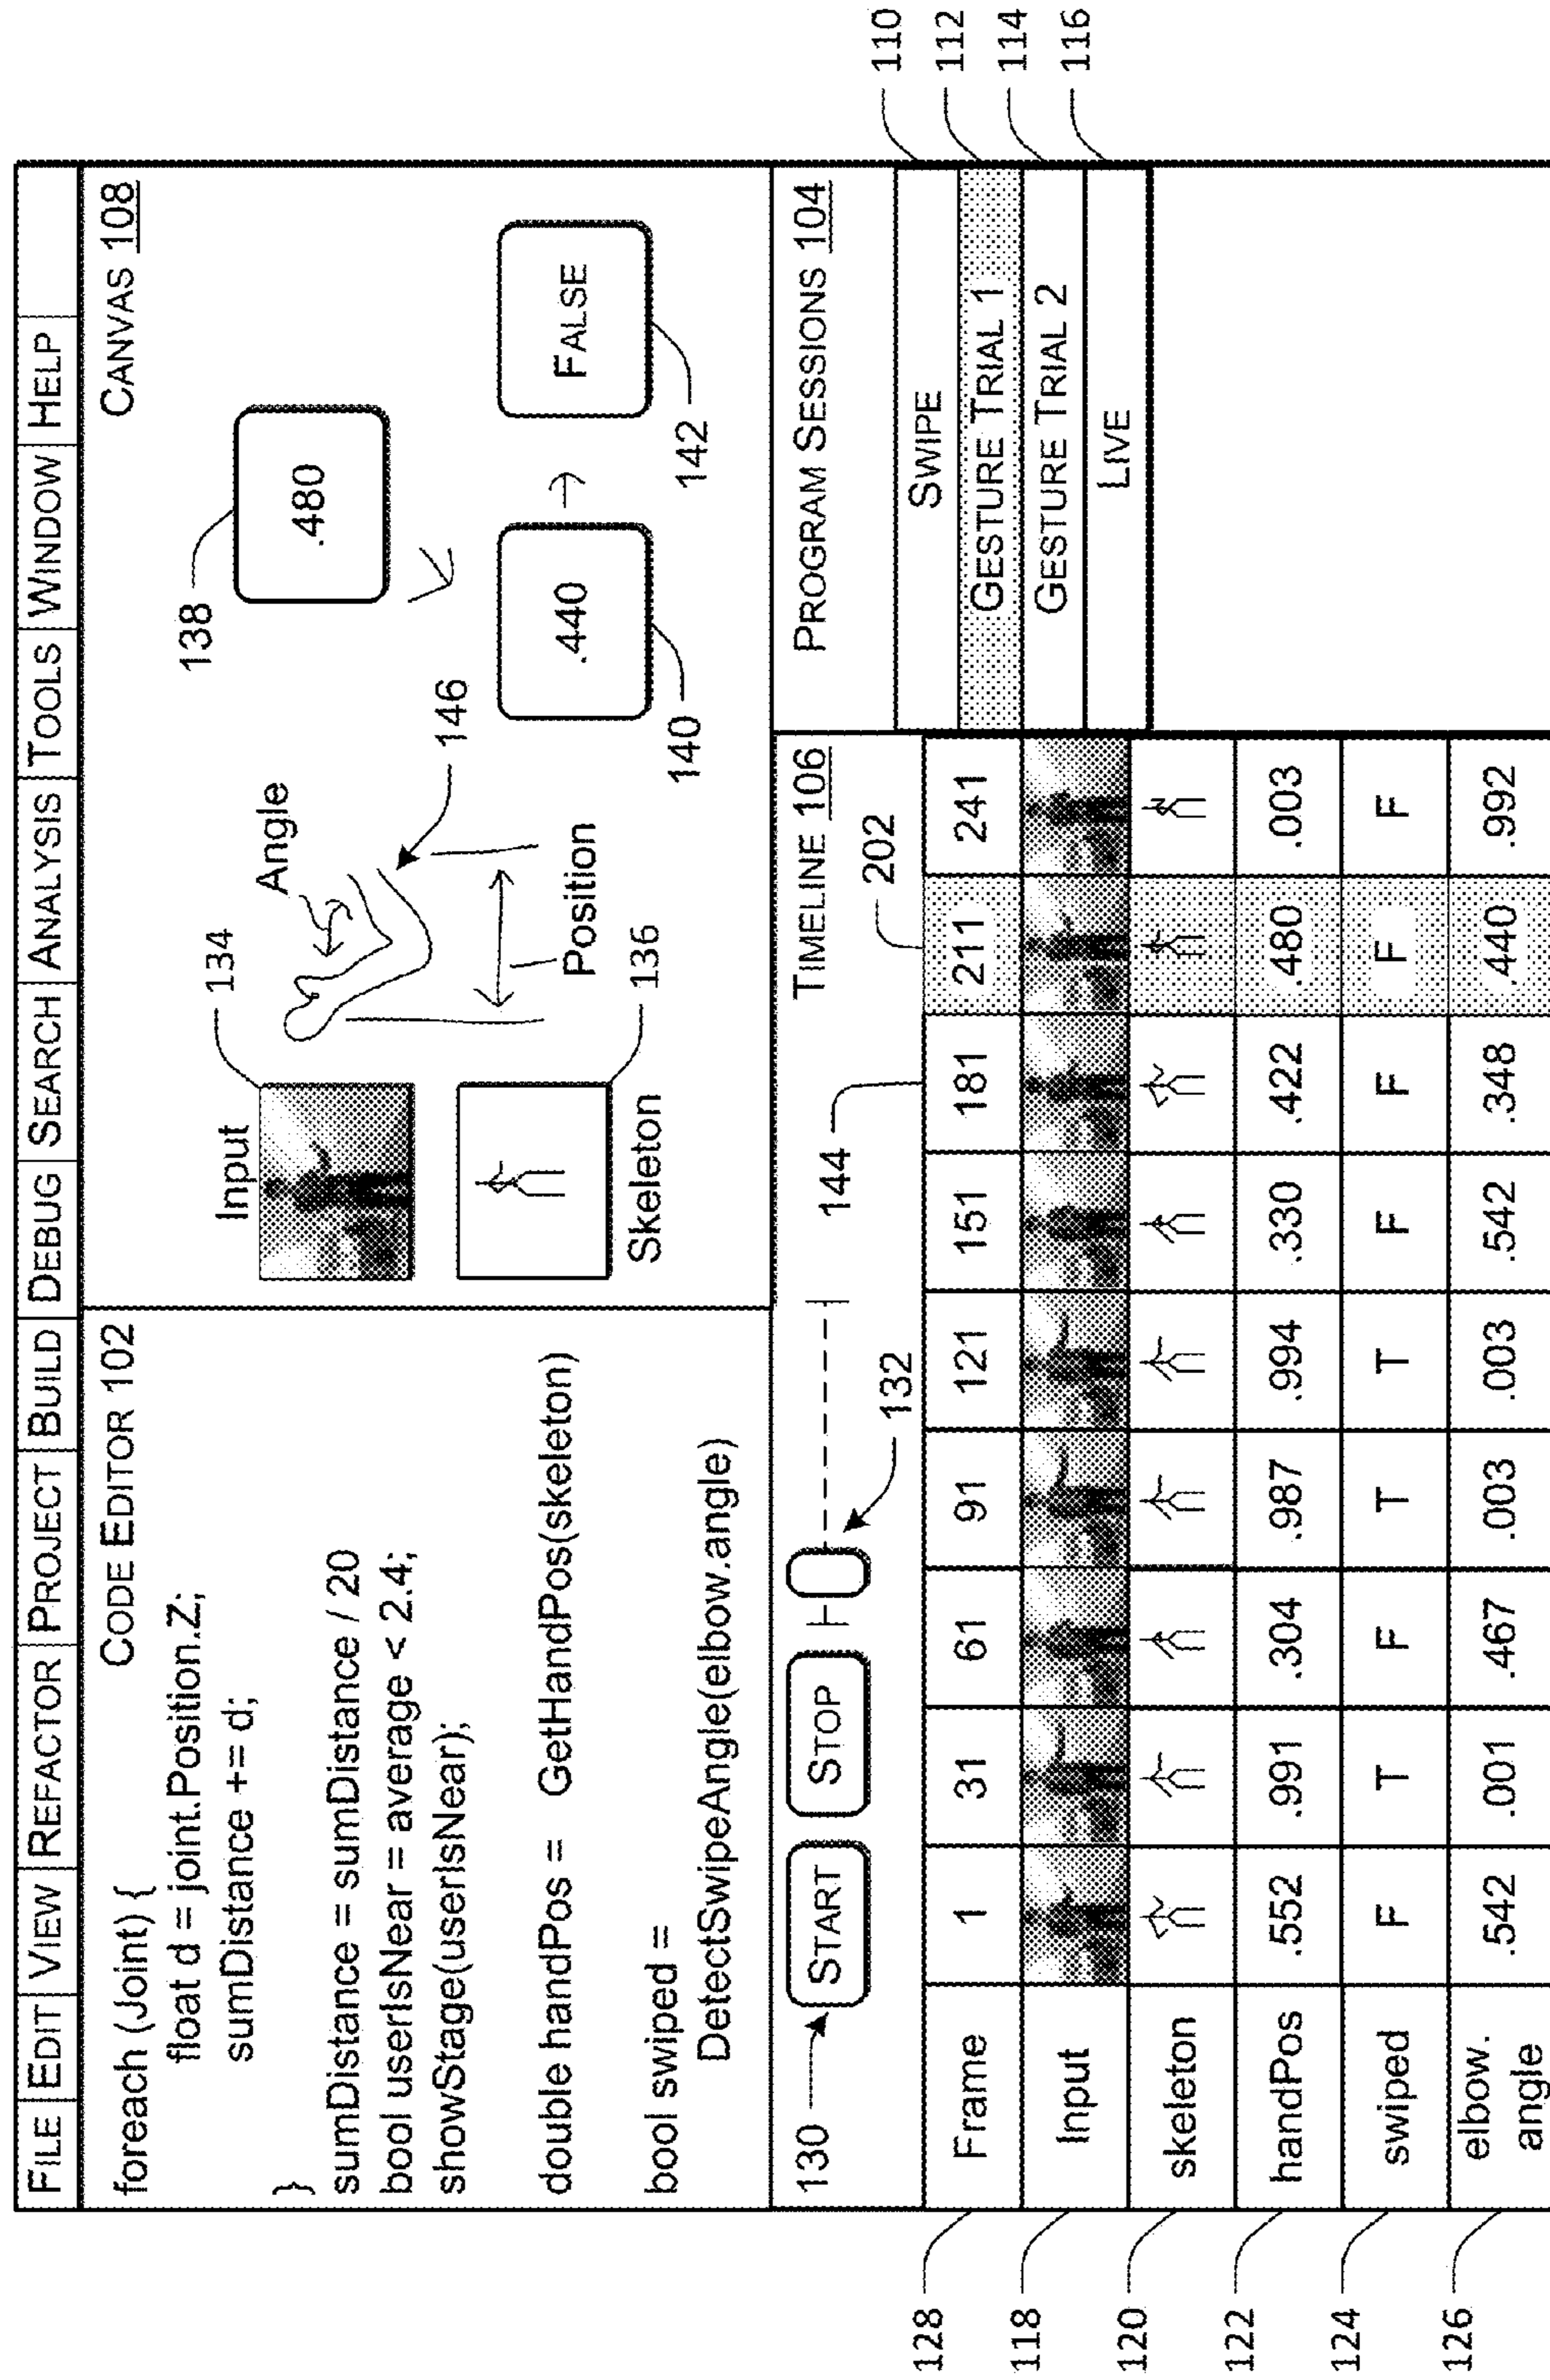 FILE EDIT VIEW REFACTOR PROJECT BUILD DEBUG SEARCH ANALYSIS TOOLS WINDOW HELP
CODE EDITOR 102
foreach (Joint) {
float d = joint.Position.Z;
sumDistance += d;
}
sumDistance = sumDistance / 20
bool userIsNear = average < 2.4;
showStage(userIsNear);
double handPos = GetHandPos(skeleton)
bool swiped =
DetectSwipeAngle(elbow.angle)
CANVAS 108
Input
134
Angle
146
138
.480
Skeleton
136
Position
140
.440
142
FALSE
130
START
STOP
132
TIMELINE 106
144
202
128
Frame 1 31 61 91 121 151 181 211 241
118
Input
120
skeleton
122
handPos .552 .991 .304 .987 .994 .330 .422 .480 .003
124
swiped F T F T T F F F F
126
elbow.
angle .542 .001 .467 .003 .003 .542 .348 .440 .992
PROGRAM SESSIONS 104
SWIPE
110
GESTURE TRIAL 1
112
GESTURE TRIAL 2
114
LIVE
116